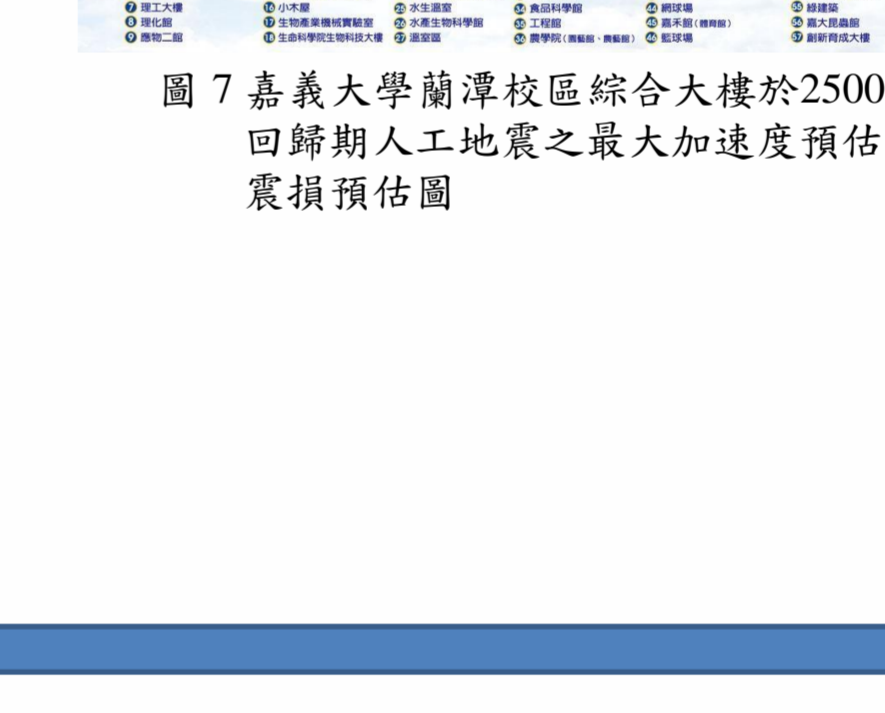 7 理工大樓 16 小木屋 25 水生溫室 34 食品科學館 44 網球場 55 綠建築
8 理化館 17 生物產業機械實驗室 26 水產生物科學館 35 工程館 45 嘉禾館(體育館) 56 嘉大昆蟲館
9 應物二館 18 生命科學院生物科技大樓 27 溫室區 36 農學院(園藝館、農藝館) 46 籃球場 57 創新育成大樓
圖 7 嘉義大學蘭潭校區綜合大樓於2500
回歸期人工地震之最大加速度預估
震損預估圖